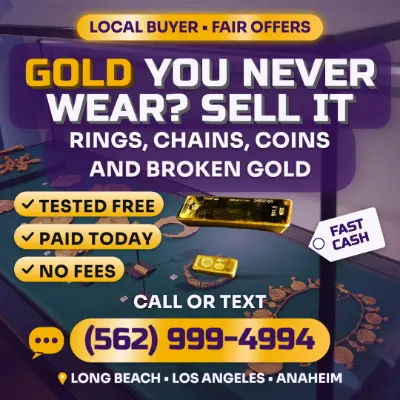 LOCAL BUYER • FAIR OFFERS
GOLD YOU NEVER
WEAR? SELL IT
RINGS, CHAINS, COINS
AND BROKEN GOLD
TESTED FREE
PAID TODAY
NO FEES
FAST
CASH
CALL OR TEXT
(562) 999-4994
LONG BEACH • LOS ANGELES • ANAHEIM